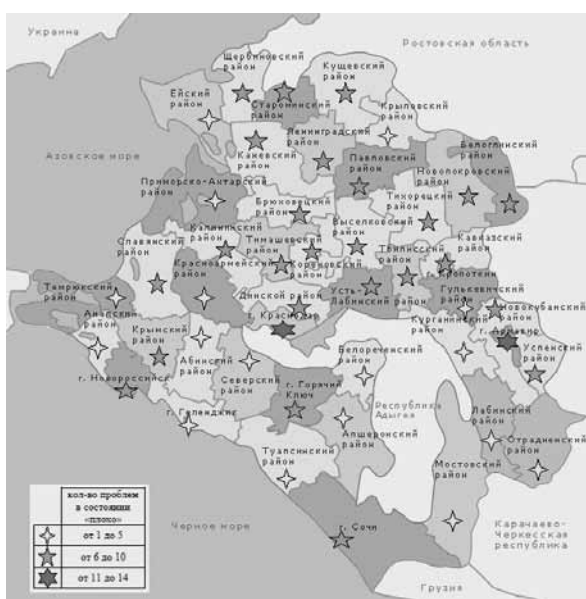 Украина
Ростовская область
Щербиновский
район
Кущевский
район
Ейский
район
Староминский
район
Крыловский
район
Ленинградский
район
Белоглинский
район
Азовское море
Каневский
район
Павловский
район
Новопокровский
район
Приморско-Ахтарский
район
Брюховецкий
район
Тихорецкий
район
Калининский
район
Выселковский
район
Славянский
район
Тимашевский
район
Тбилисский
район
Кавказский
район
Красноармейский
район
Кореновский
район
Кропоткин
Темрюкский
район
Динской район
Усть-
Лабинский
район
Гулькевичский
район
Новокубанский
район
Анапский
район
г. Краснодар
Курганинский
район
г. Армавир
Крымский
район
Абинский
район
Белореченский
район
Успенский
район
г. Новороссийск
Северский
район
г. Горячий
Ключ
Республика
Адыгея
Лабинский
район
г. Геленджик
Апшеронский
район
Отрадненский
район
Туапсинский
район
Мостовский
район
кол-во проблем
в состоянии
«плохо»
от 1 до 5
от 6 до 10
от 11 до 14
Черное море
г. Сочи
Карачаево-
Черкесская
республика
Грузия